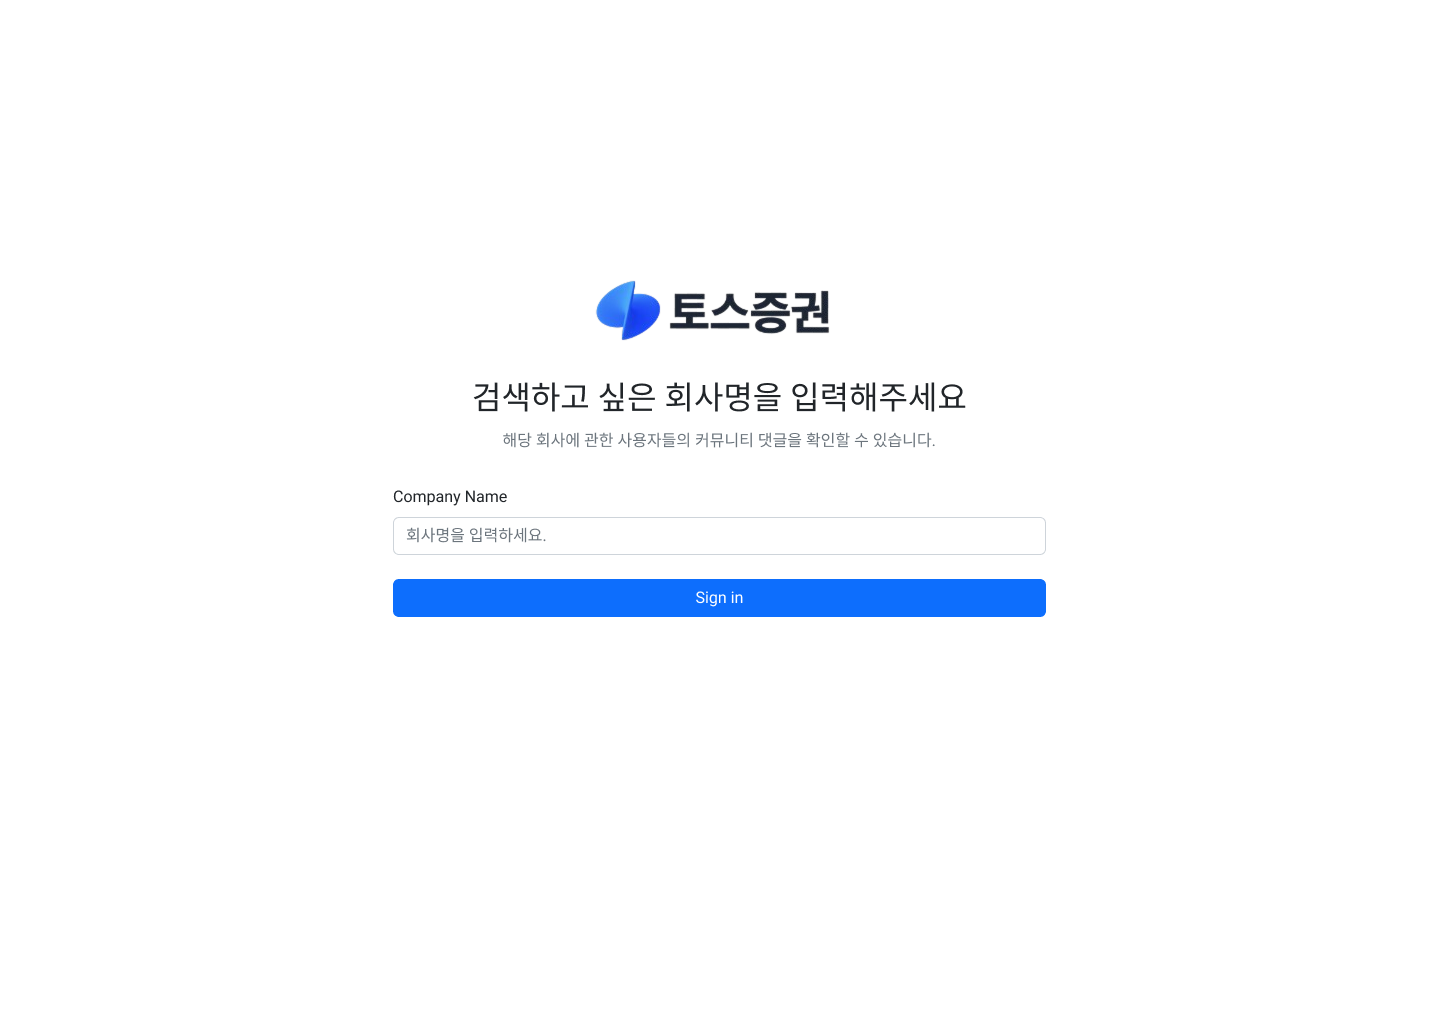 토스증권
검색하고 싶은 회사명을 입력해주세요
해당 회사에 관한 사용자들의 커뮤니티 댓글을 확인할 수 있습니다.
Company Name
회사명을 입력하세요.
Sign in